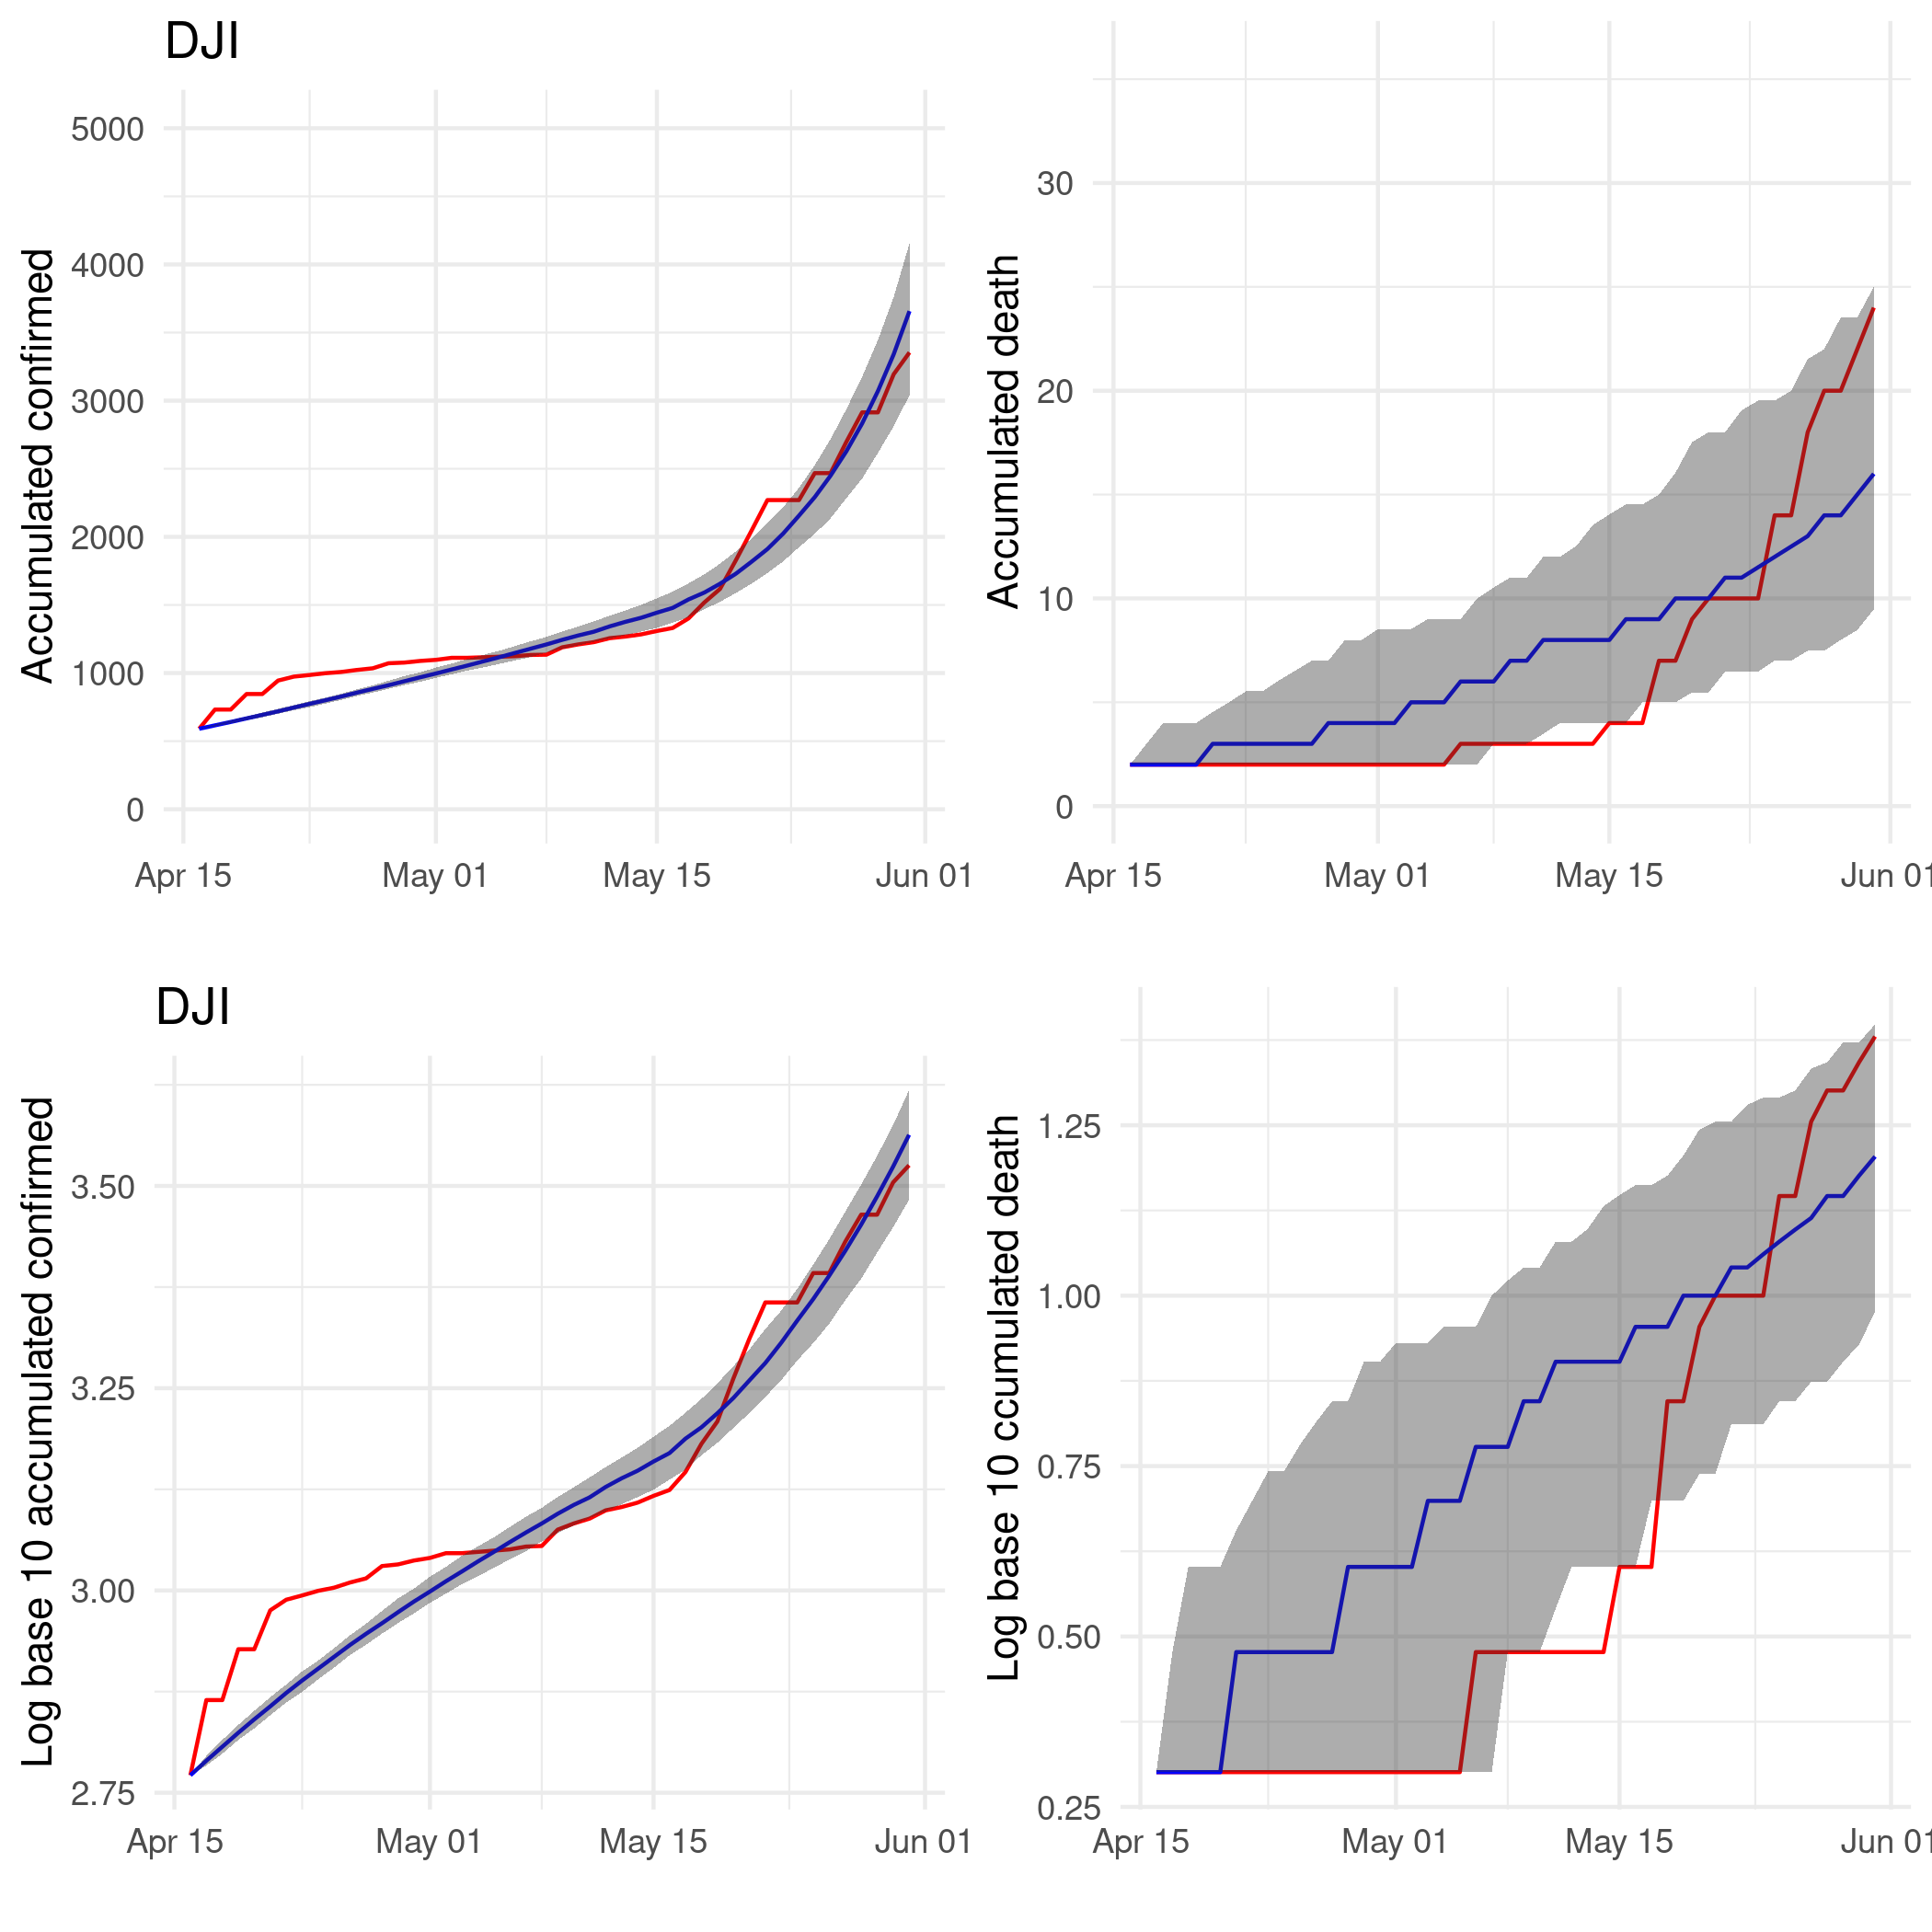 DJI
Accumulated confirmed
5000
4000
3000
2000
1000
0
Apr 15
May 01
May 15
Jun 01
Accumulated death
30
20
10
0
Apr 15
May 01
May 15
Jun 01
DJI
Log base 10 accumulated confirmed
3.50
3.25
3.00
2.75
Apr 15
May 01
May 15
Jun 01
Log base 10 ccumulated death
1.25
1.00
0.75
0.50
0.25
Apr 15
May 01
May 15
Jun 01